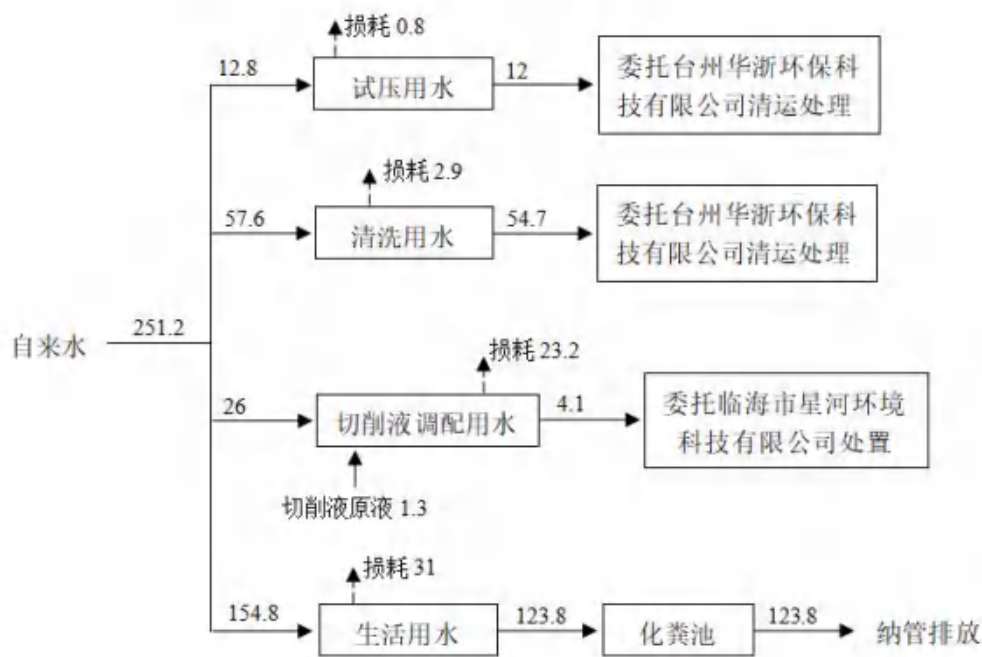 损耗 0.8
12.8
试压用水
12
委托台州华浙环保科
技有限公司清运处理
损耗 2.9
57.6
清洗用水
54.7
委托台州华浙环保科
技有限公司清运处理
自来水
251.2
损耗 23.2
26
切削液调配用水
4.1
委托临海市星河环境
科技有限公司处置
切削液原液 1.3
损耗 31
154.8
生活用水
123.8
化粪池
123.8
纳管排放